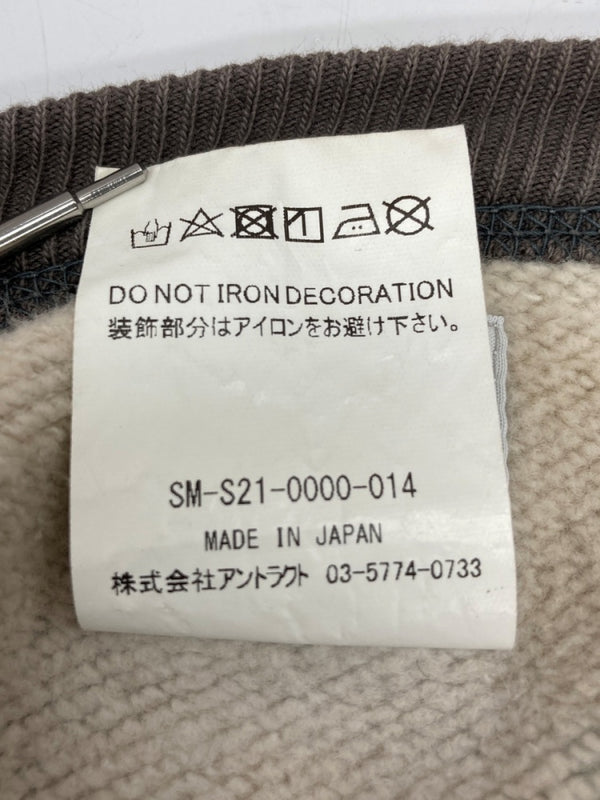 DO NOT IRON DECORATION
装飾部分はアイロンをお避け下さい。
SM-S21-0000-014
MADE IN JAPAN
株式会社アントラクト 03-5774-0733